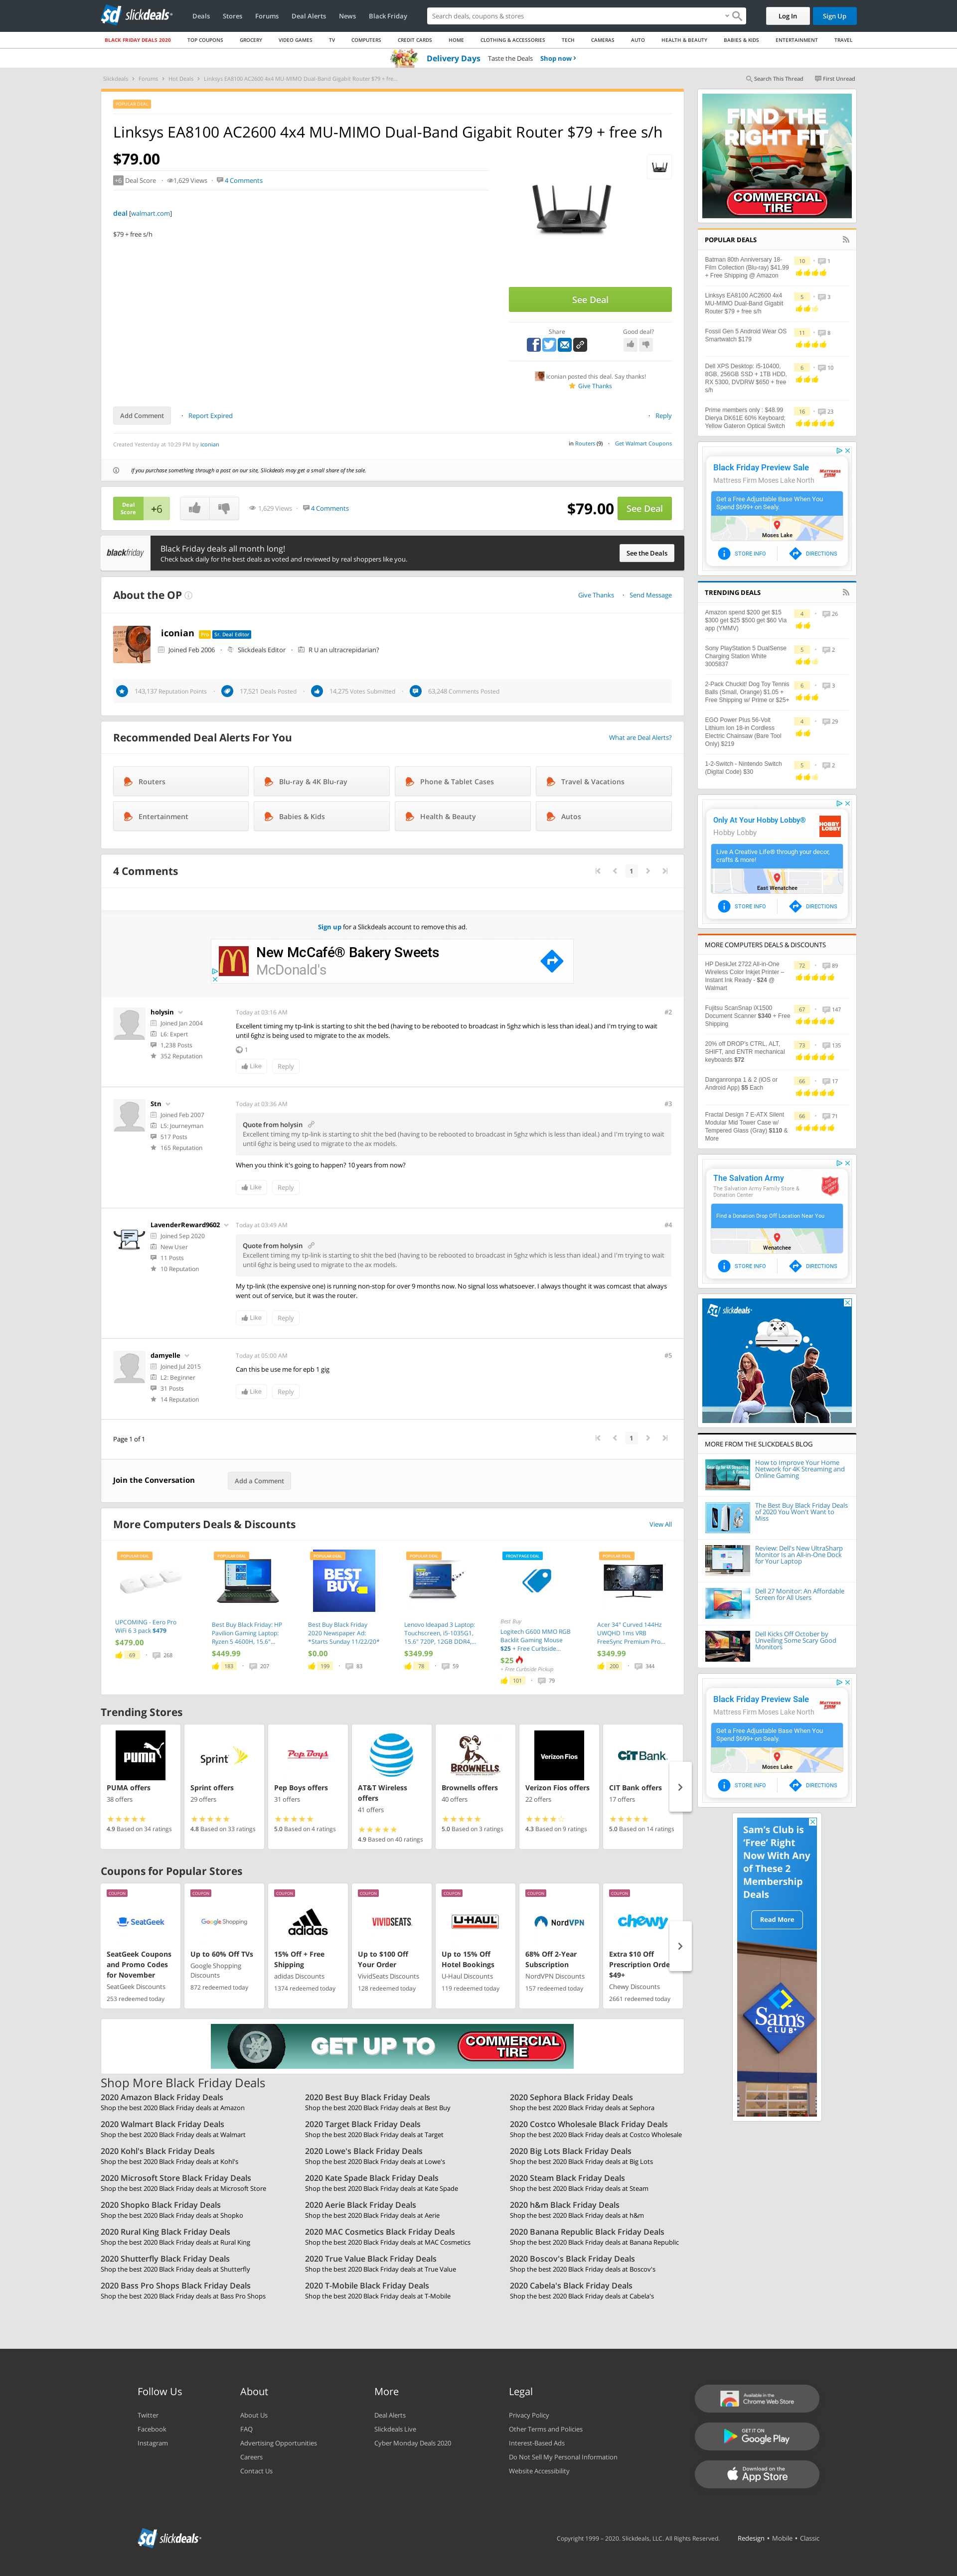 slickdeals
Deals Stores Forums Deal Alerts News Black Friday
Search deals, coupons & stores
Log In Sign Up
BLACK FRIDAY DEALS 2020 TOP COUPONS GROCERY VIDEO GAMES TV COMPUTERS CREDIT CARDS HOME CLOTHING & ACCESSORIES TECH CAMERAS AUTO HEALTH & BEAUTY BABIES & KIDS ENTERTAINMENT TRAVEL
Delivery Days Taste the Deals Shop now
Slickdeals Forums Hot Deals Linksys EA8100 AC2600 4x4 MU-MIMO Dual-Band Gigabit Router $79 + fre...
Search This Thread First Unread
POPULAR DEAL
Linksys EA8100 AC2600 4x4 MU-MIMO Dual-Band Gigabit Router $79 + free s/h
$79.00
+6 Deal Score 1,629 Views 4 Comments
deal [walmart.com]
$79 + free s/h
See Deal
Share Good deal?
iconian posted this deal. Say thanks!
Give Thanks
Add Comment Report Expired Reply
Created Yesterday at 10:29 PM by iconian
in Routers (9) Get Walmart Coupons
If you purchase something through a post on our site, Slickdeals may get a small share of the sale.
Deal Score +6
1,629 Views 4 Comments
$79.00 See Deal
blackfriday
Black Friday deals all month long!
Check back daily for the best deals as voted and reviewed by real shoppers like you.
See the Deals
About the OP
Give Thanks Send Message
iconian Pro Sr. Deal Editor
Joined Feb 2006 Slickdeals Editor R U an ultracrepidarian?
143,137 Reputation Points 17,521 Deals Posted 14,275 Votes Submitted 63,248 Comments Posted
Recommended Deal Alerts For You
What are Deal Alerts?
Routers Blu-ray & 4K Blu-ray Phone & Tablet Cases Travel & Vacations
Entertainment Babies & Kids Health & Beauty Autos
4 Comments
1
Sign up for a Slickdeals account to remove this ad.
New McCafé® Bakery Sweets
McDonald's
holysin
Joined Jan 2004
L6: Expert
1,238 Posts
352 Reputation
Today at 03:16 AM #2
Excellent timing my tp-link is starting to shit the bed (having to be rebooted to broadcast in 5ghz which is less than ideal.) and I'm trying to wait
until 6ghz is being used to migrate to the ax models.
1
Like Reply
Stn
Joined Feb 2007
L5: Journeyman
517 Posts
165 Reputation
Today at 03:36 AM #3
Quote from holysin
Excellent timing my tp-link is starting to shit the bed (having to be rebooted to broadcast in 5ghz which is less than ideal.) and I'm trying to wait
until 6ghz is being used to migrate to the ax models.
When you think it's going to happen? 10 years from now?
Like Reply
LavenderReward9602
Joined Sep 2020
New User
11 Posts
10 Reputation
Today at 03:49 AM #4
Quote from holysin
Excellent timing my tp-link is starting to shit the bed (having to be rebooted to broadcast in 5ghz which is less than ideal.) and I'm trying to wait
until 6ghz is being used to migrate to the ax models.
My tp-link (the expensive one) is running non-stop for over 9 months now. No signal loss whatsoever. I always thought it was comcast that always
went out of service, but it was the router.
Like Reply
damyelle
Joined Jul 2015
L2: Beginner
31 Posts
14 Reputation
Today at 05:00 AM #5
Can this be use me for epb 1 gig
Like Reply
Page 1 of 1
1
Join the Conversation Add a Comment
More Computers Deals & Discounts
View All
POPULAR DEAL
UPCOMING - Eero Pro
WiFi 6 3 pack $479
$479.00
69 268
POPULAR DEAL
Best Buy Black Friday: HP
Pavilion Gaming Laptop:
Ryzen 5 4600H, 15.6"...
$449.99
183 207
POPULAR DEAL
BEST BUY
Best Buy Black Friday
2020 Newspaper Ad:
*Starts Sunday 11/22/20*
$0.00
199 83
POPULAR DEAL
Lenovo Ideapad 3 Laptop:
Touchscreen, i5-1035G1,
15.6" 720P, 12GB DDR4,...
$349.99
78 59
FRONTPAGE DEAL
Best Buy
Logitech G600 MMO RGB
Backlit Gaming Mouse
$25 + Free Curbside...
$25
+ Free Curbside Pickup
101 79
POPULAR DEAL
Acer 34" Curved 144Hz
UWQHD 1ms VRB
FreeSync Premium Pro...
$349.99
200 344
Trending Stores
PUMA
PUMA offers
38 offers
4.9 Based on 34 ratings
Sprint
Sprint offers
29 offers
4.8 Based on 33 ratings
Pep Boys
Pep Boys offers
31 offers
5.0 Based on 4 ratings
AT&T Wireless
offers
41 offers
4.9 Based on 40 ratings
BROWNELLS
Brownells offers
40 offers
5.0 Based on 3 ratings
Verizon Fios
Verizon Fios offers
22 offers
4.3 Based on 9 ratings
CIT BANK
CIT Bank offers
17 offers
5.0 Based on 14 ratings
Coupons for Popular Stores
COUPON
SeatGeek
SeatGeek Coupons
and Promo Codes
for November
SeatGeek Discounts
253 redeemed today
COUPON
Google Shopping
Up to 60% Off TVs
Google Shopping
Discounts
872 redeemed today
COUPON
adidas
15% Off + Free
Shipping
adidas Discounts
1374 redeemed today
COUPON
VIVID SEATS
Up to $100 Off
Your Order
VividSeats Discounts
128 redeemed today
COUPON
U-HAUL
Up to 15% Off
Hotel Bookings
U-Haul Discounts
119 redeemed today
COUPON
NordVPN
68% Off 2-Year
Subscription
NordVPN Discounts
157 redeemed today
COUPON
chewy
Extra $10 Off
Prescription Orde
$49+
Chewy Discounts
2661 redeemed today
GET UP TO COMMERCIAL TIRE
Shop More Black Friday Deals
2020 Amazon Black Friday Deals
Shop the best 2020 Black Friday deals at Amazon
2020 Best Buy Black Friday Deals
Shop the best 2020 Black Friday deals at Best Buy
2020 Sephora Black Friday Deals
Shop the best 2020 Black Friday deals at Sephora
2020 Walmart Black Friday Deals
Shop the best 2020 Black Friday deals at Walmart
2020 Target Black Friday Deals
Shop the best 2020 Black Friday deals at Target
2020 Costco Wholesale Black Friday Deals
Shop the best 2020 Black Friday deals at Costco Wholesale
2020 Kohl's Black Friday Deals
Shop the best 2020 Black Friday deals at Kohl's
2020 Lowe's Black Friday Deals
Shop the best 2020 Black Friday deals at Lowe's
2020 Big Lots Black Friday Deals
Shop the best 2020 Black Friday deals at Big Lots
2020 Microsoft Store Black Friday Deals
Shop the best 2020 Black Friday deals at Microsoft Store
2020 Kate Spade Black Friday Deals
Shop the best 2020 Black Friday deals at Kate Spade
2020 Steam Black Friday Deals
Shop the best 2020 Black Friday deals at Steam
2020 Shopko Black Friday Deals
Shop the best 2020 Black Friday deals at Shopko
2020 Aerie Black Friday Deals
Shop the best 2020 Black Friday deals at Aerie
2020 h&m Black Friday Deals
Shop the best 2020 Black Friday deals at h&m
2020 Rural King Black Friday Deals
Shop the best 2020 Black Friday deals at Rural King
2020 MAC Cosmetics Black Friday Deals
Shop the best 2020 Black Friday deals at MAC Cosmetics
2020 Banana Republic Black Friday Deals
Shop the best 2020 Black Friday deals at Banana Republic
2020 Shutterfly Black Friday Deals
Shop the best 2020 Black Friday deals at Shutterfly
2020 True Value Black Friday Deals
Shop the best 2020 Black Friday deals at True Value
2020 Boscov's Black Friday Deals
Shop the best 2020 Black Friday deals at Boscov's
2020 Bass Pro Shops Black Friday Deals
Shop the best 2020 Black Friday deals at Bass Pro Shops
2020 T-Mobile Black Friday Deals
Shop the best 2020 Black Friday deals at T-Mobile
2020 Cabela's Black Friday Deals
Shop the best 2020 Black Friday deals at Cabela's
FIND THE
RIGHT FIT
COMMERCIAL TIRE
POPULAR DEALS
Batman 80th Anniversary 18-
Film Collection (Blu-ray) $41.99
+ Free Shipping @ Amazon
10 1
Linksys EA8100 AC2600 4x4
MU-MIMO Dual-Band Gigabit
Router $79 + free s/h
5 3
Fossil Gen 5 Android Wear OS
Smartwatch $179
11 8
Dell XPS Desktop: i5-10400,
8GB, 256GB SSD + 1TB HDD,
RX 5300, DVDRW $650 + free
s/h
6 10
Prime members only : $48.99
Dierya DK61E 60% Keyboard;
Yellow Gateron Optical Switch
16 23
Black Friday Preview Sale
Mattress Firm Moses Lake North
MATTRESS FIRM
Get a Free Adjustable Base When You
Spend $699+ on Sealy.
Moses Lake
STORE INFO DIRECTIONS
TRENDING DEALS
Amazon spend $200 get $15
$300 get $25 $500 get $60 Via
app (YMMV)
4 26
Sony PlayStation 5 DualSense
Charging Station White
3005837
5 2
2-Pack Chuckit! Dog Toy Tennis
Balls (Small, Orange) $1.05 +
Free Shipping w/ Prime or $25+
6 3
EGO Power Plus 56-Volt
Lithium Ion 18-in Cordless
Electric Chainsaw (Bare Tool
Only) $219
4 29
1-2-Switch - Nintendo Switch
(Digital Code) $30
5 2
Only At Your Hobby Lobby®
Hobby Lobby
HOBBY LOBBY
Live A Creative Life® through your decor,
crafts & more!
East Wenatchee
STORE INFO DIRECTIONS
MORE COMPUTERS DEALS & DISCOUNTS
HP DeskJet 2722 All-in-One
Wireless Color Inkjet Printer –
Instant Ink Ready - $24 @
Walmart
72 89
Fujitsu ScanSnap iX1500
Document Scanner $340 + Free
Shipping
67 147
20% off DROP's CTRL, ALT,
SHIFT, and ENTR mechanical
keyboards $72
73 135
Danganronpa 1 & 2 (iOS or
Android App) $5 Each
66 17
Fractal Design 7 E-ATX Silent
Modular Mid Tower Case w/
Tempered Glass (Gray) $110 &
More
66 71
The Salvation Army
The Salvation Army Family Store &
Donation Center
Find a Donation Drop Off Location Near You
Wenatchee
STORE INFO DIRECTIONS
slickdeals
MORE FROM THE SLICKDEALS BLOG
How to Improve Your Home
Network for 4K Streaming and
Online Gaming
The Best Buy Black Friday Deals
of 2020 You Won't Want to
Miss
Review: Dell's New UltraSharp
Monitor Is an All-in-One Dock
for Your Laptop
Dell 27 Monitor: An Affordable
Screen for All Users
Dell Kicks Off October by
Unveiling Some Scary Good
Monitors
Black Friday Preview Sale
Mattress Firm Moses Lake North
MATTRESS FIRM
Get a Free Adjustable Base When You
Spend $699+ on Sealy.
Moses Lake
STORE INFO DIRECTIONS
Sam's Club is
'Free' Right
Now With Any
of These 2
Membership
Deals
Read More
Sam's
CLUB
Follow Us
Twitter
Facebook
Instagram
About
About Us
FAQ
Advertising Opportunities
Careers
Contact Us
More
Deal Alerts
Slickdeals Live
Cyber Monday Deals 2020
Legal
Privacy Policy
Other Terms and Policies
Interest-Based Ads
Do Not Sell My Personal Information
Website Accessibility
Available in the
Chrome Web Store
GET IT ON
Google Play
Download on the
App Store
slickdeals
Copyright 1999 – 2020. Slickdeals, LLC. All Rights Reserved. Redesign • Mobile • Classic